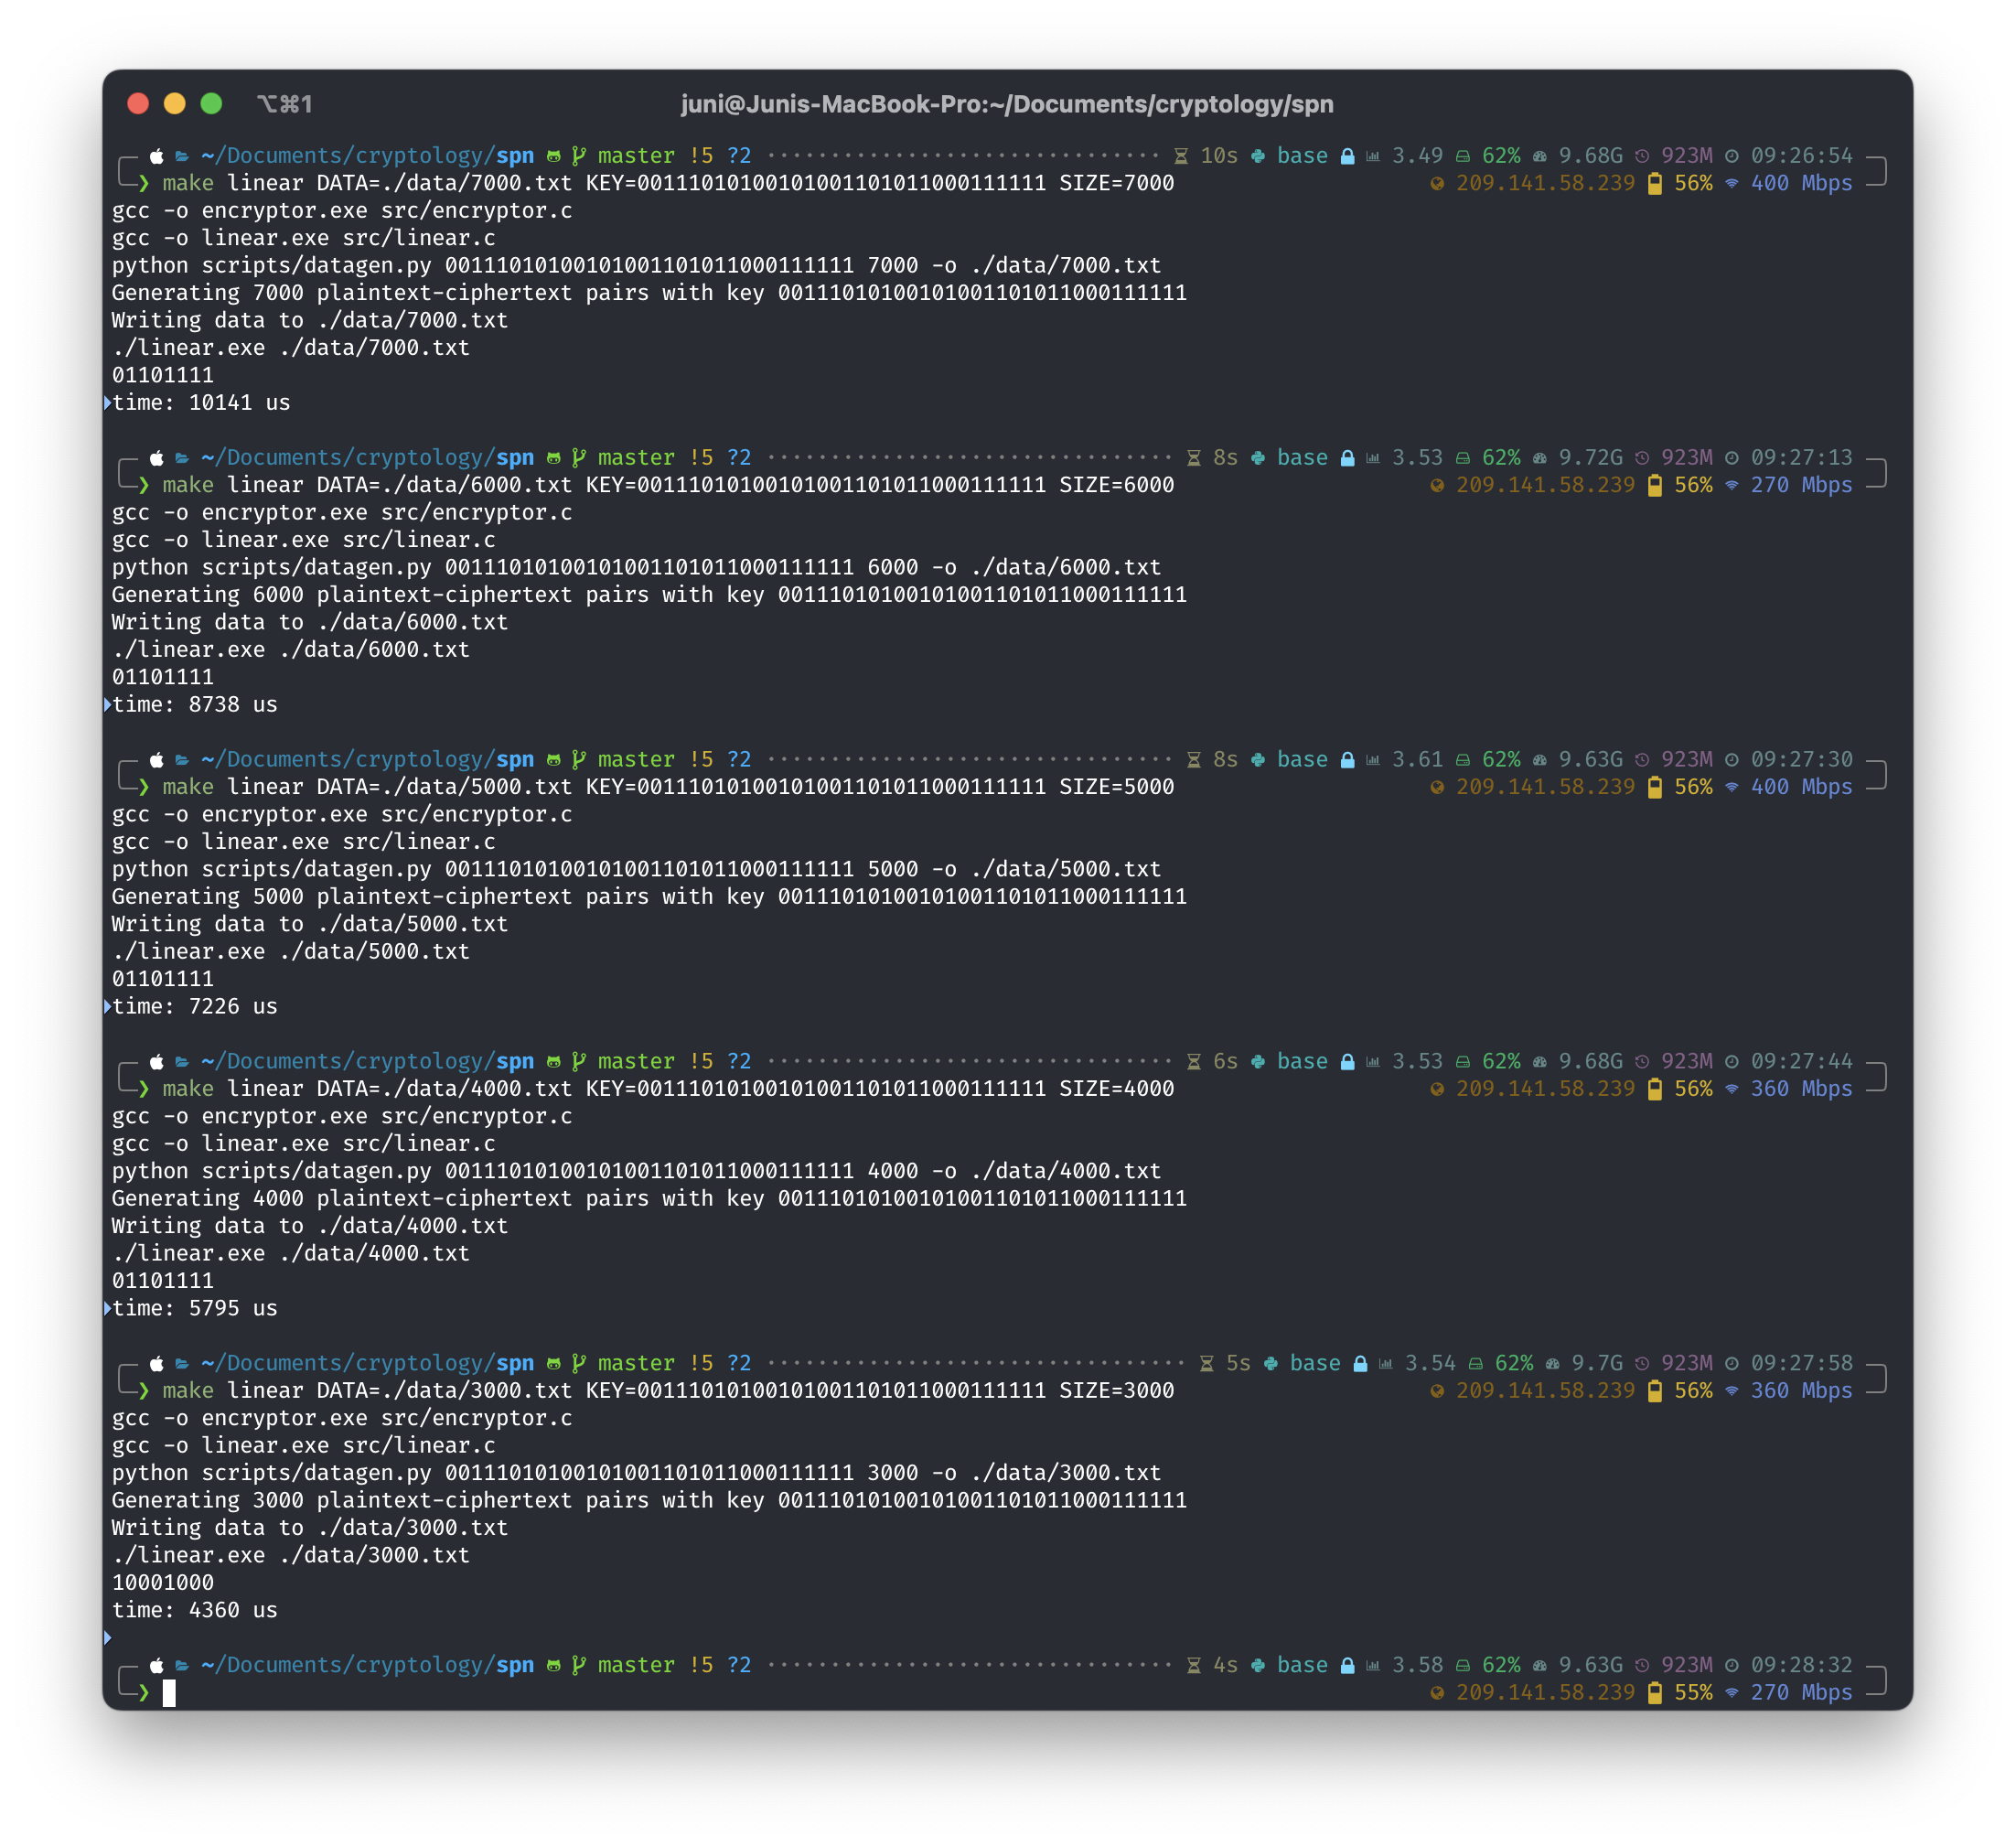 ⌥⌘1 juni@Junis-MacBook-Pro:~/Documents/cryptology/spn
~/Documents/cryptology/spn master !5 ?2 10s base 3.49 62% 9.68G 923M 09:26:54
❯ make linear DATA=./data/7000.txt KEY=00111010100101001101011000111111 SIZE=7000 209.141.58.239 56% 400 Mbps
gcc -o encryptor.exe src/encryptor.c
gcc -o linear.exe src/linear.c
python scripts/datagen.py 00111010100101001101011000111111 7000 -o ./data/7000.txt
Generating 7000 plaintext-ciphertext pairs with key 00111010100101001101011000111111
Writing data to ./data/7000.txt
./linear.exe ./data/7000.txt
01101111
time: 10141 us
~/Documents/cryptology/spn master !5 ?2 8s base 3.53 62% 9.72G 923M 09:27:13
❯ make linear DATA=./data/6000.txt KEY=00111010100101001101011000111111 SIZE=6000 209.141.58.239 56% 270 Mbps
gcc -o encryptor.exe src/encryptor.c
gcc -o linear.exe src/linear.c
python scripts/datagen.py 00111010100101001101011000111111 6000 -o ./data/6000.txt
Generating 6000 plaintext-ciphertext pairs with key 00111010100101001101011000111111
Writing data to ./data/6000.txt
./linear.exe ./data/6000.txt
01101111
time: 8738 us
~/Documents/cryptology/spn master !5 ?2 8s base 3.61 62% 9.63G 923M 09:27:30
❯ make linear DATA=./data/5000.txt KEY=00111010100101001101011000111111 SIZE=5000 209.141.58.239 56% 400 Mbps
gcc -o encryptor.exe src/encryptor.c
gcc -o linear.exe src/linear.c
python scripts/datagen.py 00111010100101001101011000111111 5000 -o ./data/5000.txt
Generating 5000 plaintext-ciphertext pairs with key 00111010100101001101011000111111
Writing data to ./data/5000.txt
./linear.exe ./data/5000.txt
01101111
time: 7226 us
~/Documents/cryptology/spn master !5 ?2 6s base 3.53 62% 9.68G 923M 09:27:44
❯ make linear DATA=./data/4000.txt KEY=00111010100101001101011000111111 SIZE=4000 209.141.58.239 56% 360 Mbps
gcc -o encryptor.exe src/encryptor.c
gcc -o linear.exe src/linear.c
python scripts/datagen.py 00111010100101001101011000111111 4000 -o ./data/4000.txt
Generating 4000 plaintext-ciphertext pairs with key 00111010100101001101011000111111
Writing data to ./data/4000.txt
./linear.exe ./data/4000.txt
01101111
time: 5795 us
~/Documents/cryptology/spn master !5 ?2 5s base 3.54 62% 9.7G 923M 09:27:58
❯ make linear DATA=./data/3000.txt KEY=00111010100101001101011000111111 SIZE=3000 209.141.58.239 56% 360 Mbps
gcc -o encryptor.exe src/encryptor.c
gcc -o linear.exe src/linear.c
python scripts/datagen.py 00111010100101001101011000111111 3000 -o ./data/3000.txt
Generating 3000 plaintext-ciphertext pairs with key 00111010100101001101011000111111
Writing data to ./data/3000.txt
./linear.exe ./data/3000.txt
10001000
time: 4360 us
~/Documents/cryptology/spn master !5 ?2 4s base 3.58 62% 9.63G 923M 09:28:32
❯ 209.141.58.239 55% 270 Mbps